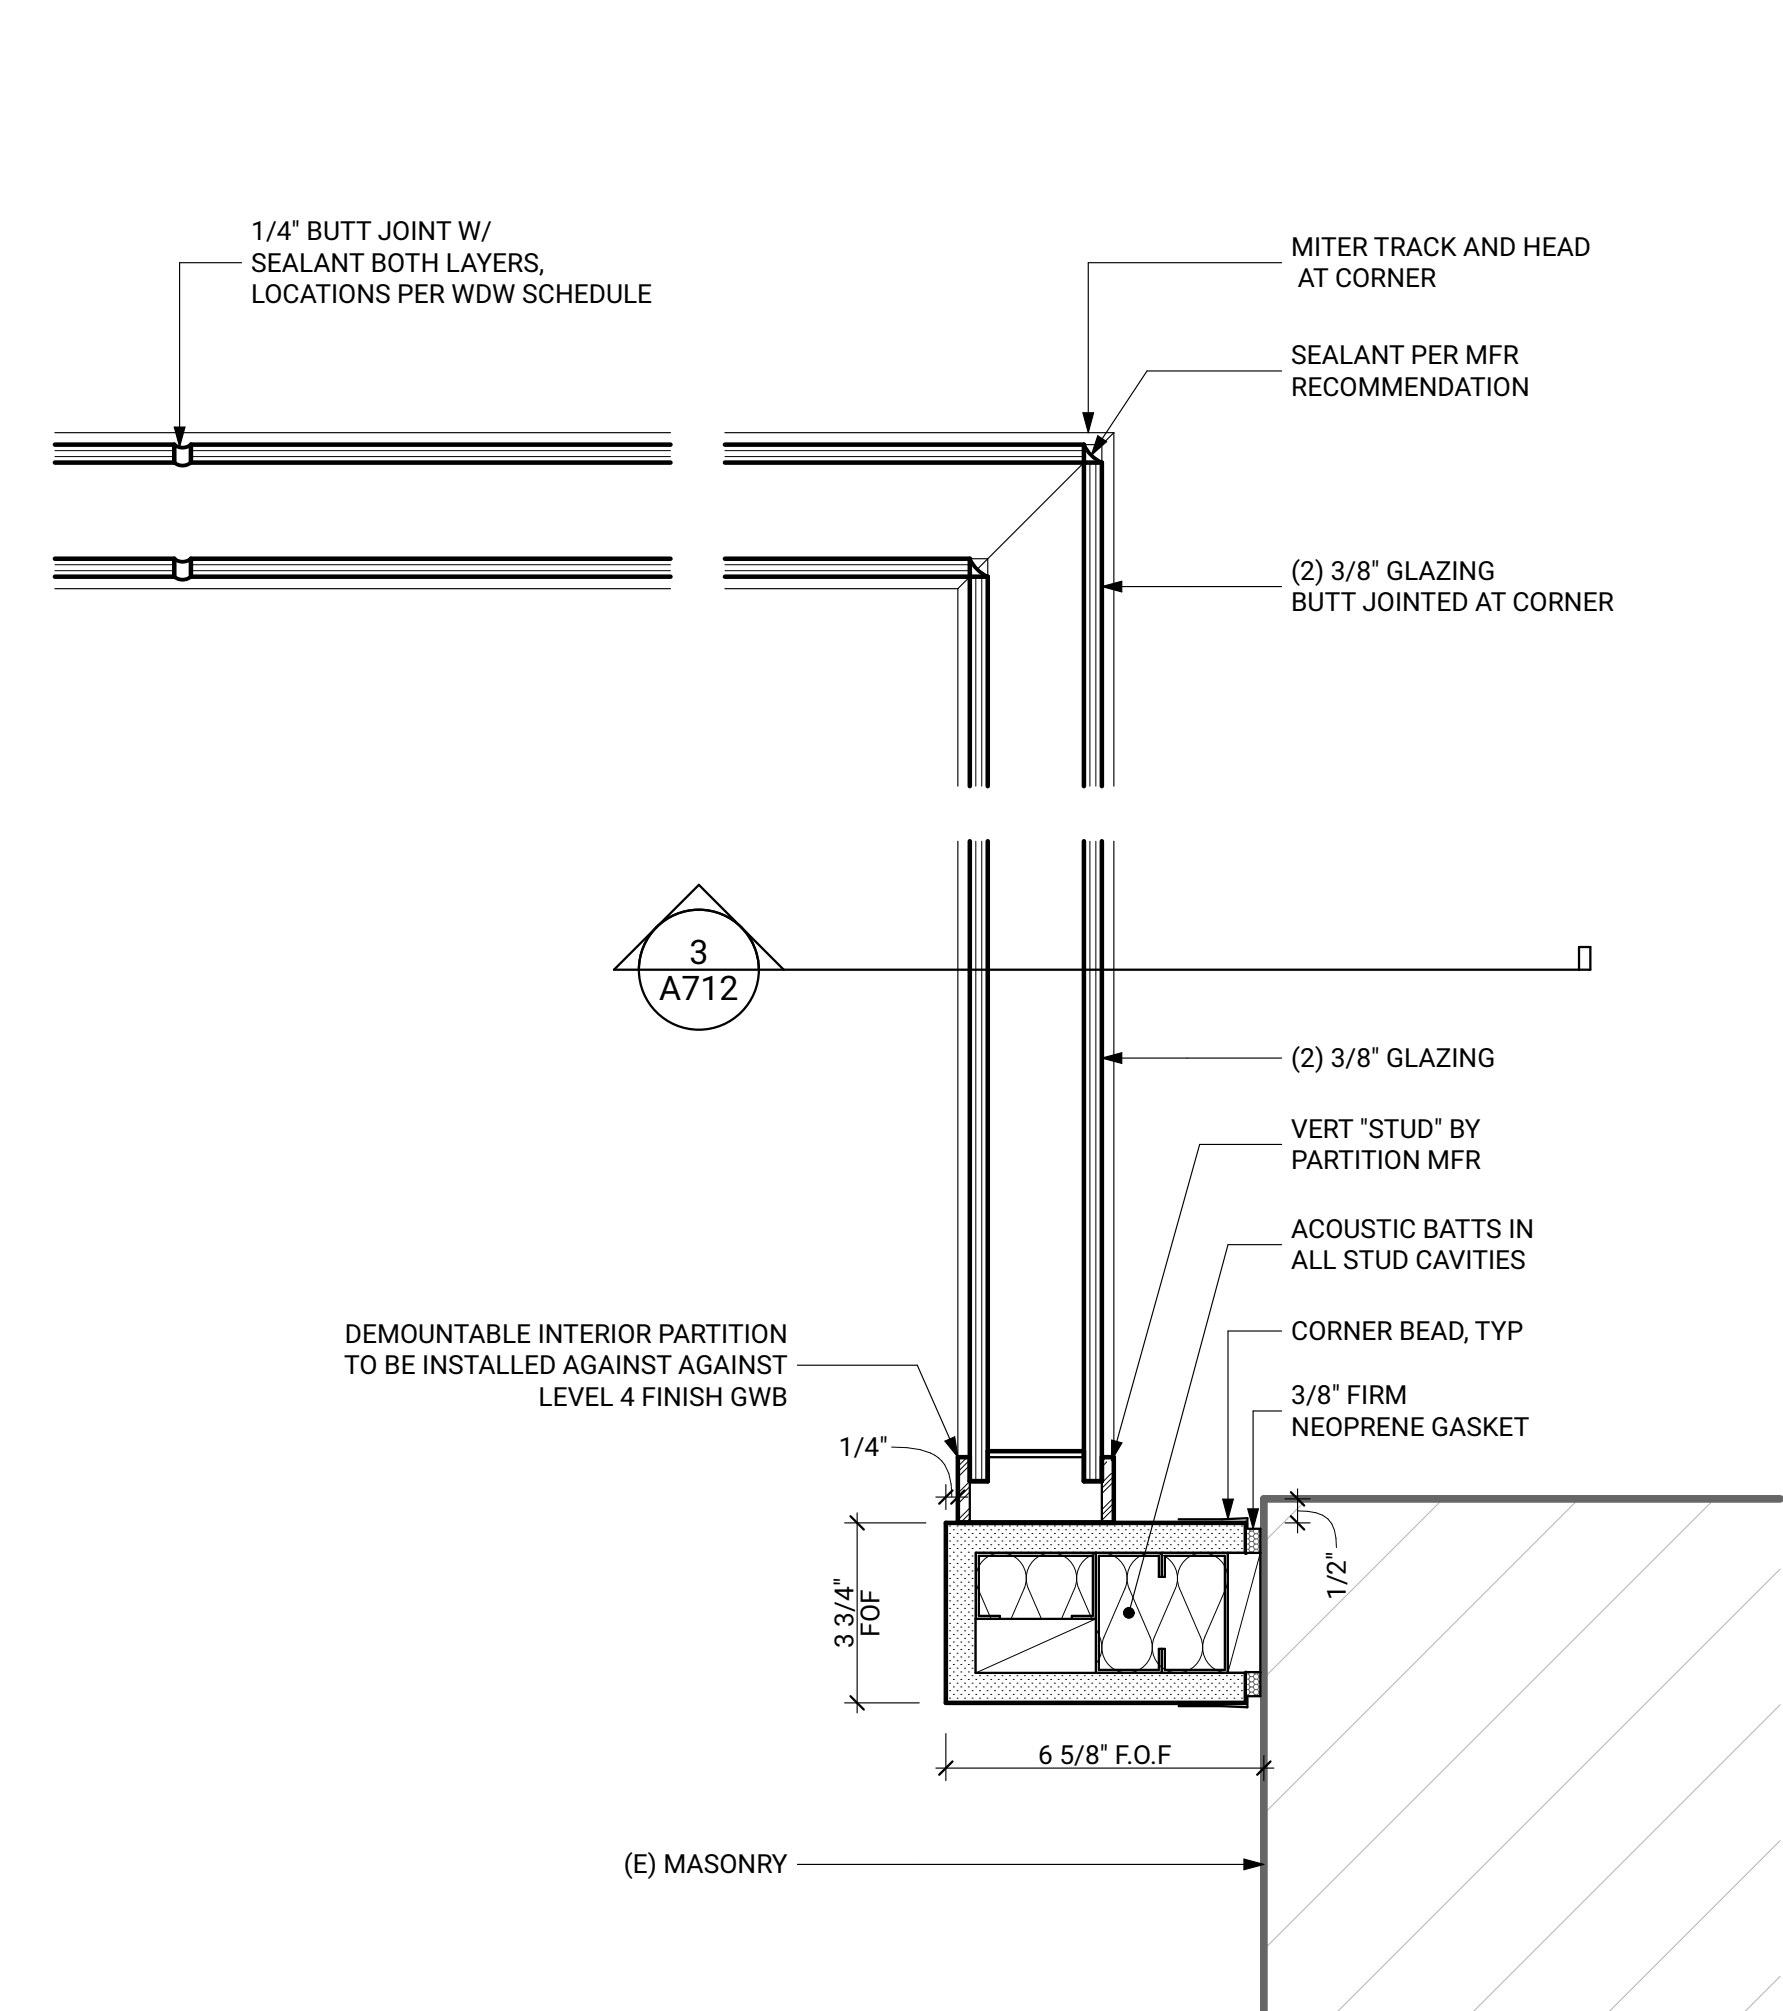 1/4" BUTT JOINT W/
SEALANT BOTH LAYERS,
LOCATIONS PER WDW SCHEDULE
MITER TRACK AND HEAD
AT CORNER
SEALANT PER MFR
RECOMMENDATION
(2) 3/8" GLAZING
BUTT JOINTED AT CORNER
3
A712
(2) 3/8" GLAZING
VERT "STUD" BY
PARTITION MFR
ACOUSTIC BATTS IN
ALL STUD CAVITIES
CORNER BEAD, TYP
3/8" FIRM
NEOPRENE GASKET
DEMOUNTABLE INTERIOR PARTITION
TO BE INSTALLED AGAINST AGAINST
LEVEL 4 FINISH GWB
1/4"
1/2"
3 3/4"
FOF
6 5/8" F.O.F
(E) MASONRY